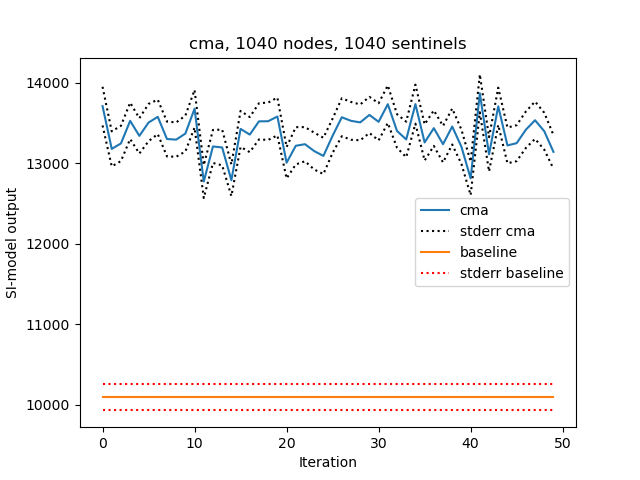 cma, 1040 nodes, 1040 sentinels
14000
13000
12000
11000
10000
SI-model output
cma
stderr cma
baseline
stderr baseline
0 10 20 30 40 50
Iteration